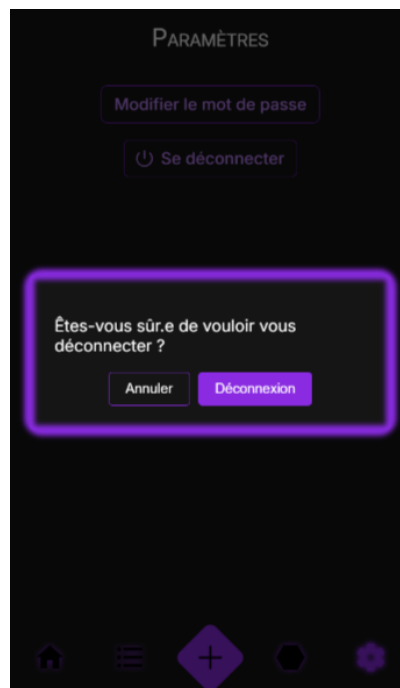 Paramètres
Modifier le mot de passe
Se déconnecter
Êtes-vous sûr.e de vouloir vous
déconnecter ?
Annuler
Déconnexion